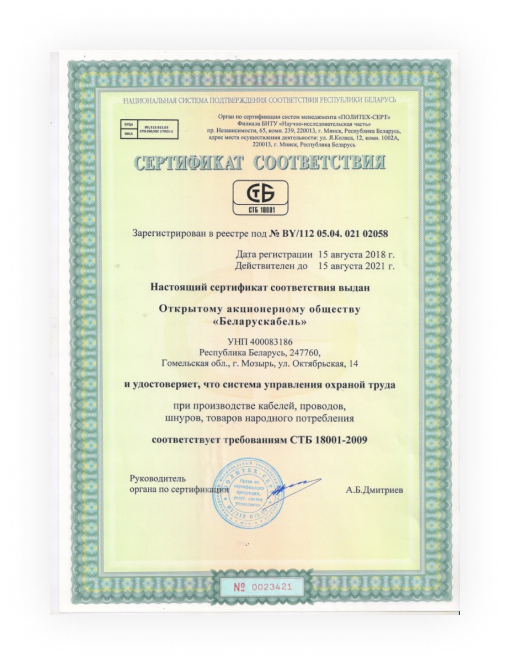 НАЦИОНАЛЬНАЯ СИСТЕМА ПОДТВЕРЖДЕНИЯ СООТВЕТСТВИЯ РЕСПУБЛИКИ БЕЛАРУСЬ
Орган по сертификации систем менеджмента «ПОЛИТЕХ-СЕРТ»
Филиала БНТУ «Научно-исследовательская часть»
пр. Независимости, 65, комн. 239, 220013, г. Минск, Республика Беларусь,
адрес места осуществления деятельности: ул. Я.Коласа, 12, комн. 1002А,
220013, г. Минск, Республика Беларусь
СЕРТИФИКАТ СООТВЕТСТВИЯ
СТБ
СТБ 18001
Зарегистрирован в реестре под № BY/112 05.04. 021 02058
Дата регистрации 15 августа 2018 г.
Действителен до 15 августа 2021 г.
Настоящий сертификат соответствия выдан
Открытому акционерному обществу
«Беларускабель»
УНП 400083186
Республика Беларусь, 247760,
Гомельская обл., г. Мозырь, ул. Октябрьская, 14
и удостоверяет, что система управления охраной труда
при производстве кабелей, проводов,
шнуров, товаров народного потребления
соответствует требованиям СТБ 18001-2009
Руководитель
органа по сертификации
А.Б.Дмитриев
№ 0023421